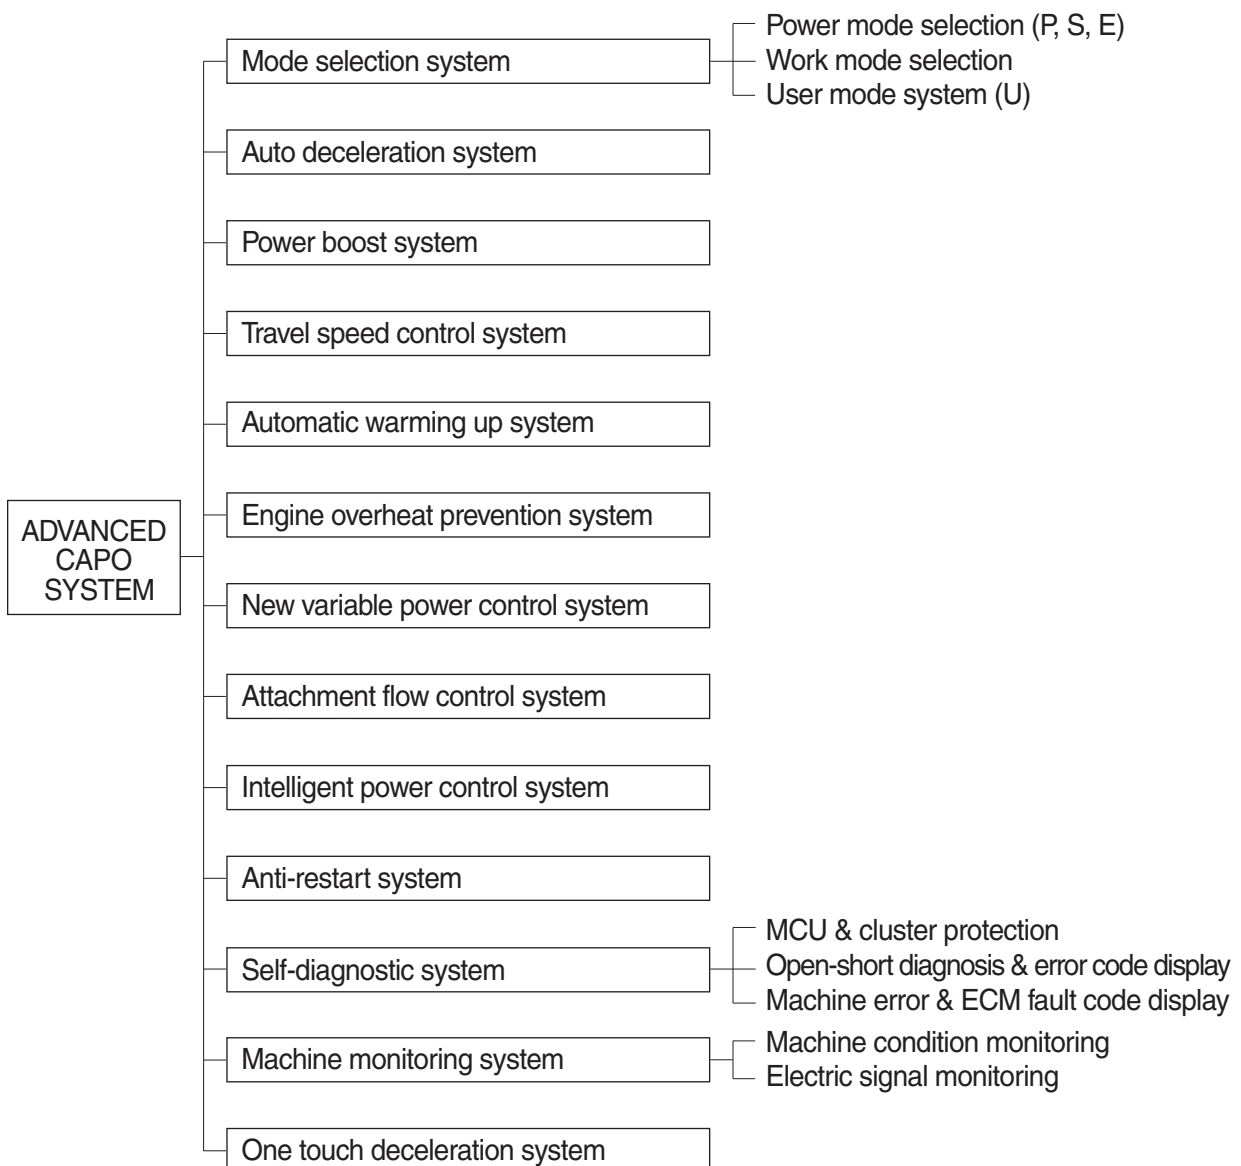 Power mode selection (P, S, E)
Mode selection system
Work mode selection
User mode system (U)
Auto deceleration system
Power boost system
Travel speed control system
Automatic warming up system
Engine overheat prevention system
ADVANCED
CAPO
SYSTEM
New variable power control system
Attachment flow control system
Intelligent power control system
Anti-restart system
MCU & cluster protection
Self-diagnostic system
Open-short diagnosis & error code display
Machine error & ECM fault code display
Machine monitoring system
Machine condition monitoring
Electric signal monitoring
One touch deceleration system